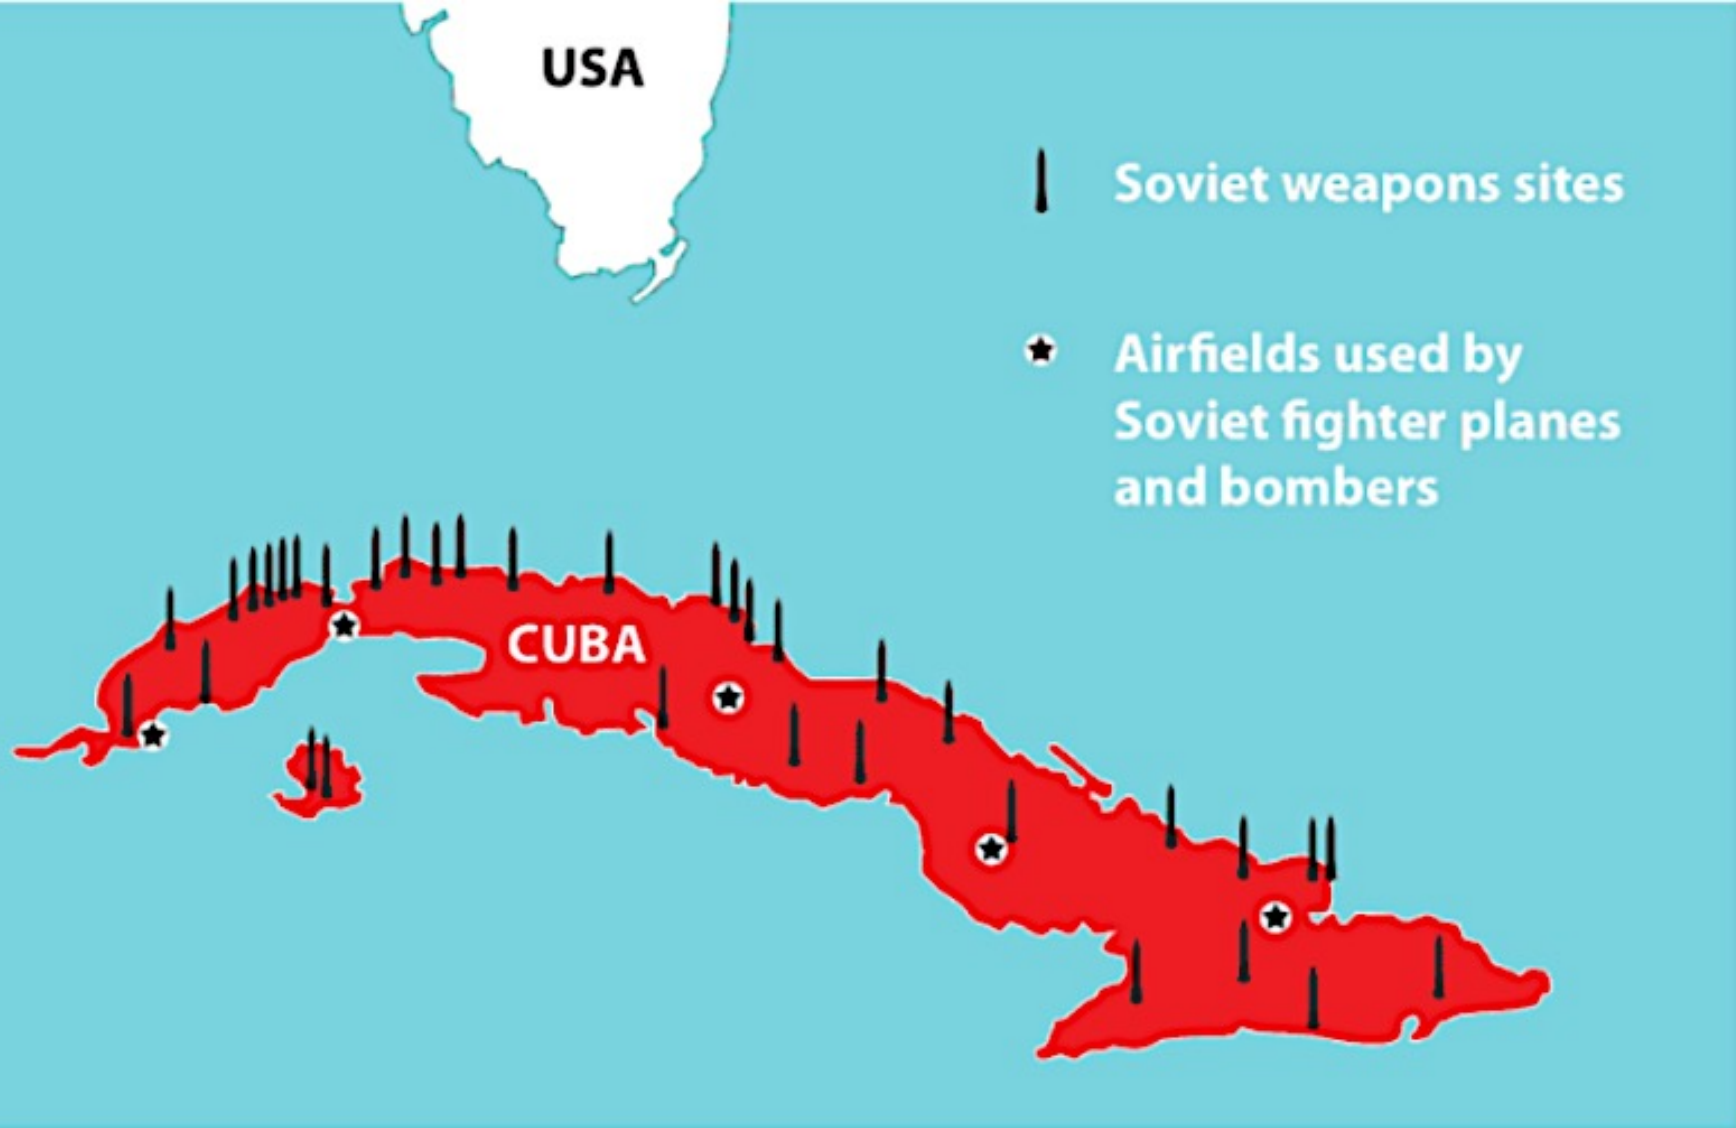 USA
Soviet weapons sites
Airfields used by
Soviet fighter planes
and bombers
CUBA